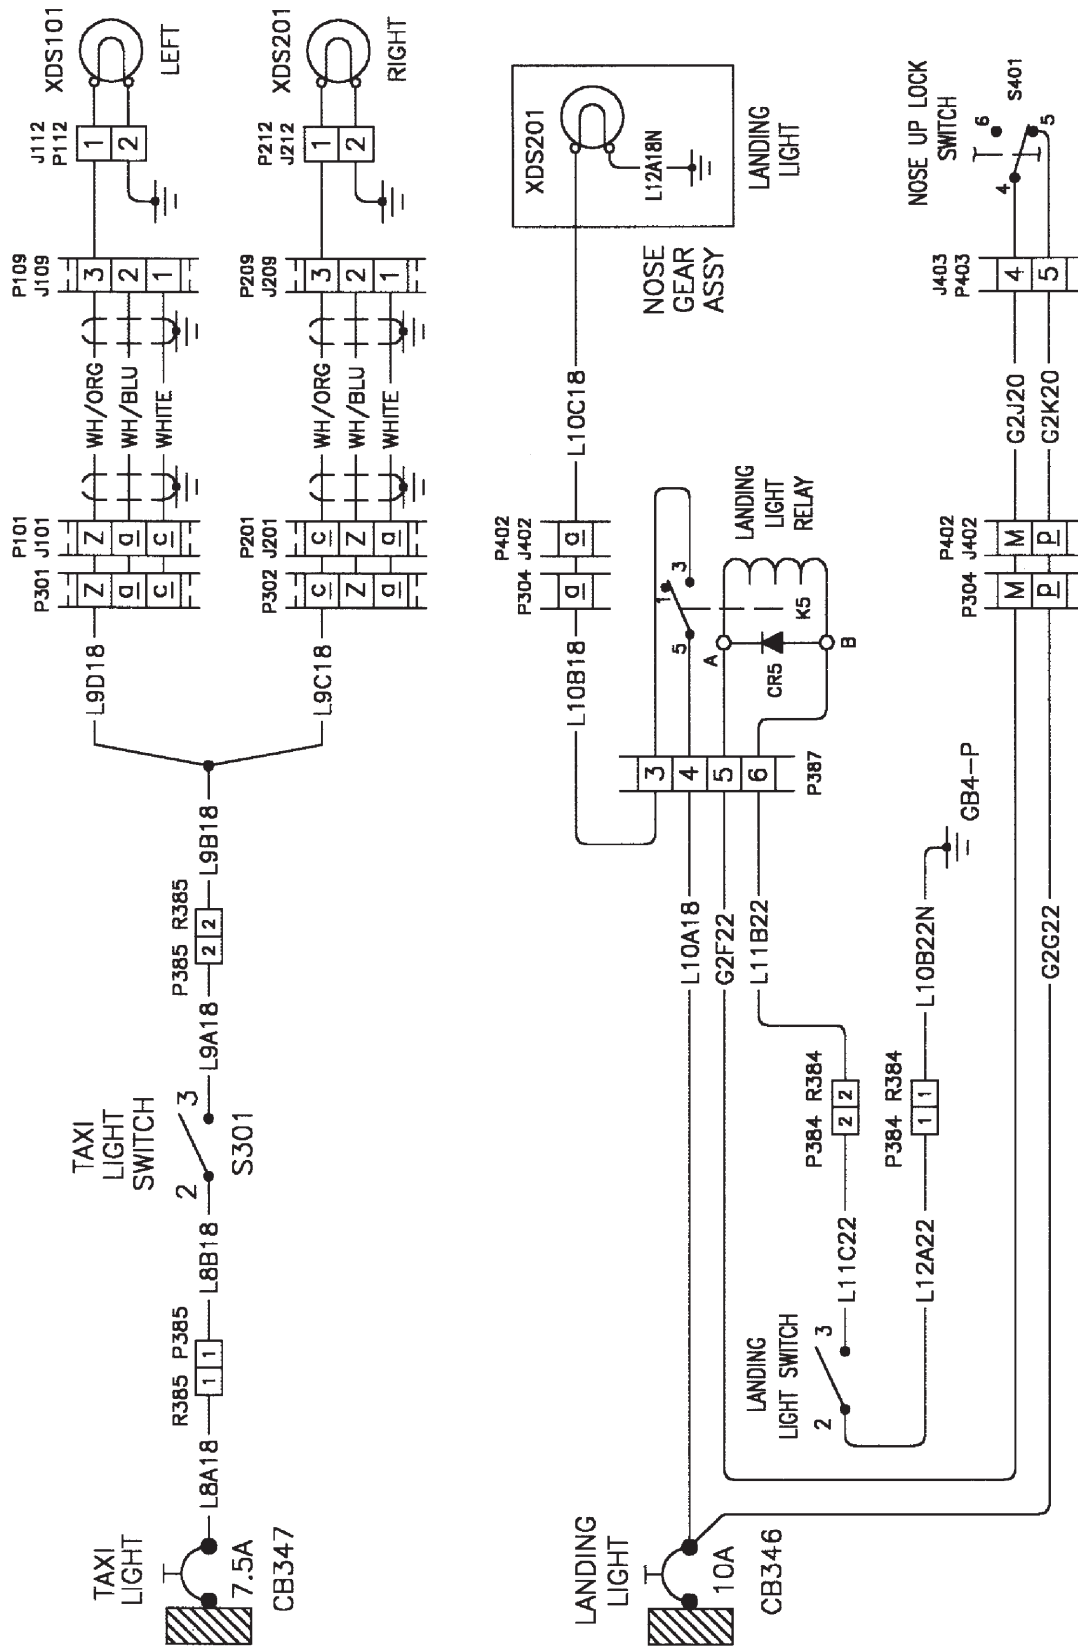 TAXI
LIGHT
7.5A
CB347
L8A18
R385 P385
1 1
L8B18
TAXI
LIGHT
SWITCH
2 3
S301
L9A18
P385 R385
2 2
L9B18
L9D18
P301
P101
J101
Z Z
a a
c c
WH/ORG
WH/BLU
WHITE
P109
J109
3
2
1
J112
P112
1
2
XDS101
LEFT
L9C18
P302
P201
J201
c c
Z Z
a a
WH/ORG
WH/BLU
WHITE
P209
J209
3
2
1
P212
J212
1
2
XDS201
RIGHT
LANDING
LIGHT
10A
CB346
L10A18
G2F22
L11B22
3
4
5
6
P387
L10B18
P402
P304 J402
a a
L10C18
XDS201
L12A18N
LANDING
LIGHT
NOSE
GEAR
ASSY
1
3
5
LANDING
LIGHT
RELAY
K5
A
CR5
B
LANDING
LIGHT SWITCH
2 3
L11C22
P384 R384
2 2
L12A22
P384 R384
1 1
L10B22N
GB4-P
G2G22
P402
P304 J402
M M
p p
G2J20
G2K20
J403
P403
4
5
NOSE UP LOCK
SWITCH
4
6
5
S401